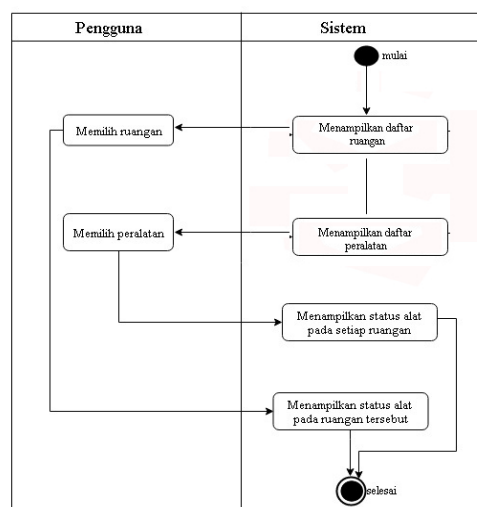 Pengguna
Sistem
mulai
Menampilkan daftar
ruangan
Memilih ruangan
Menampilkan daftar
peralatan
Memilih peralatan
Menampilkan status alat
pada setiap ruangan
Menampilkan status alat
pada ruangan tersebut
selesai